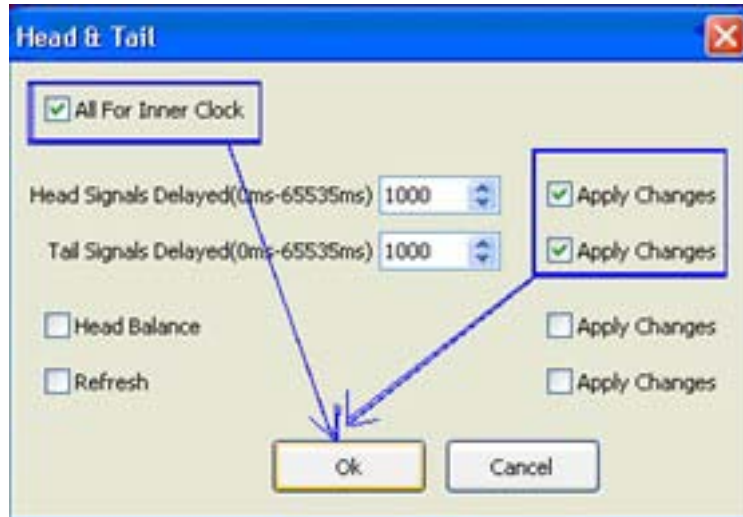 Head & Tail
All For Inner Clock
Head Signals Delayed(0ms-65535ms) 1000 Apply Changes
Tail Signals Delayed(0ms-65535ms) 1000 Apply Changes
Head Balance Apply Changes
Refresh Apply Changes
Ok Cancel